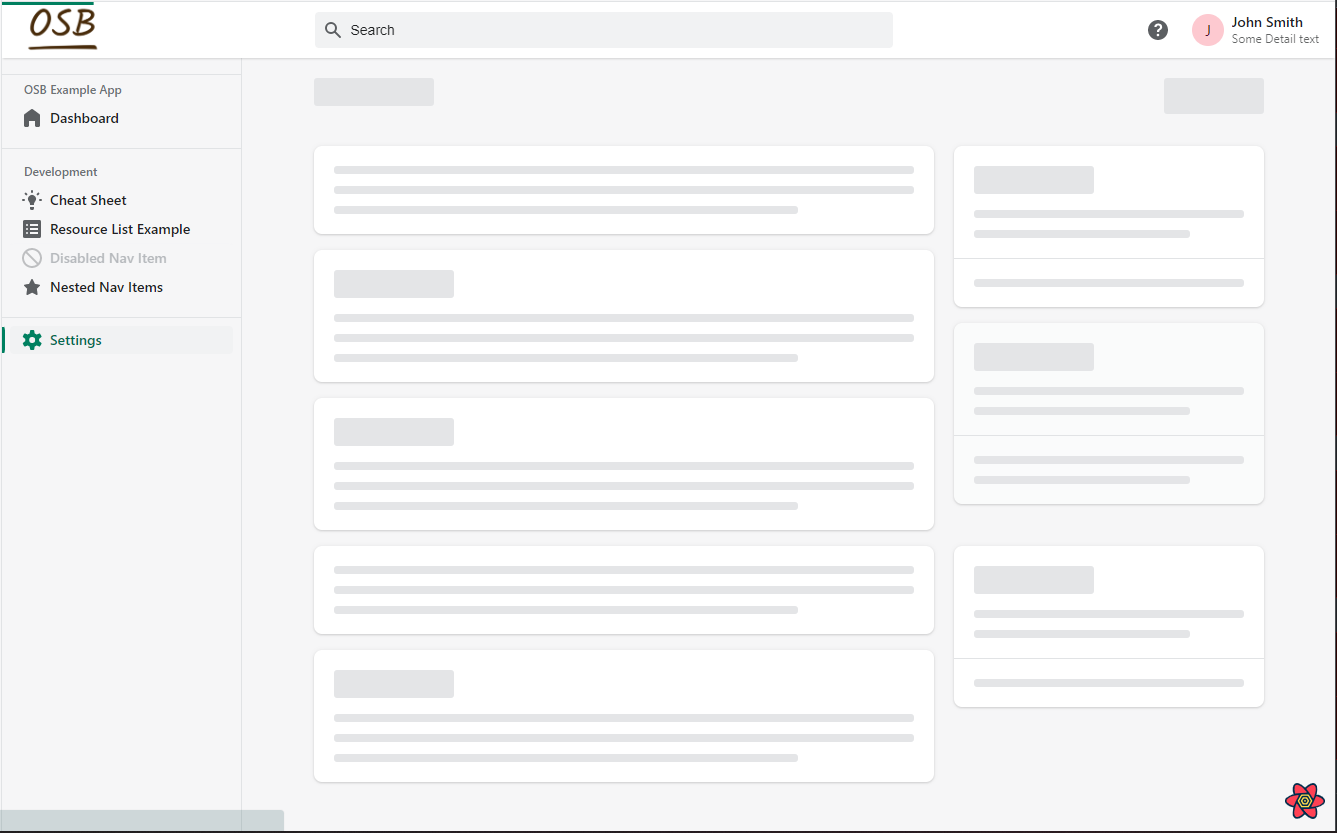 OSB
Search
?
J
John Smith
Some Detail text
OSB Example App
Dashboard
Development
Cheat Sheet
Resource List Example
Disabled Nav Item
Nested Nav Items
Settings